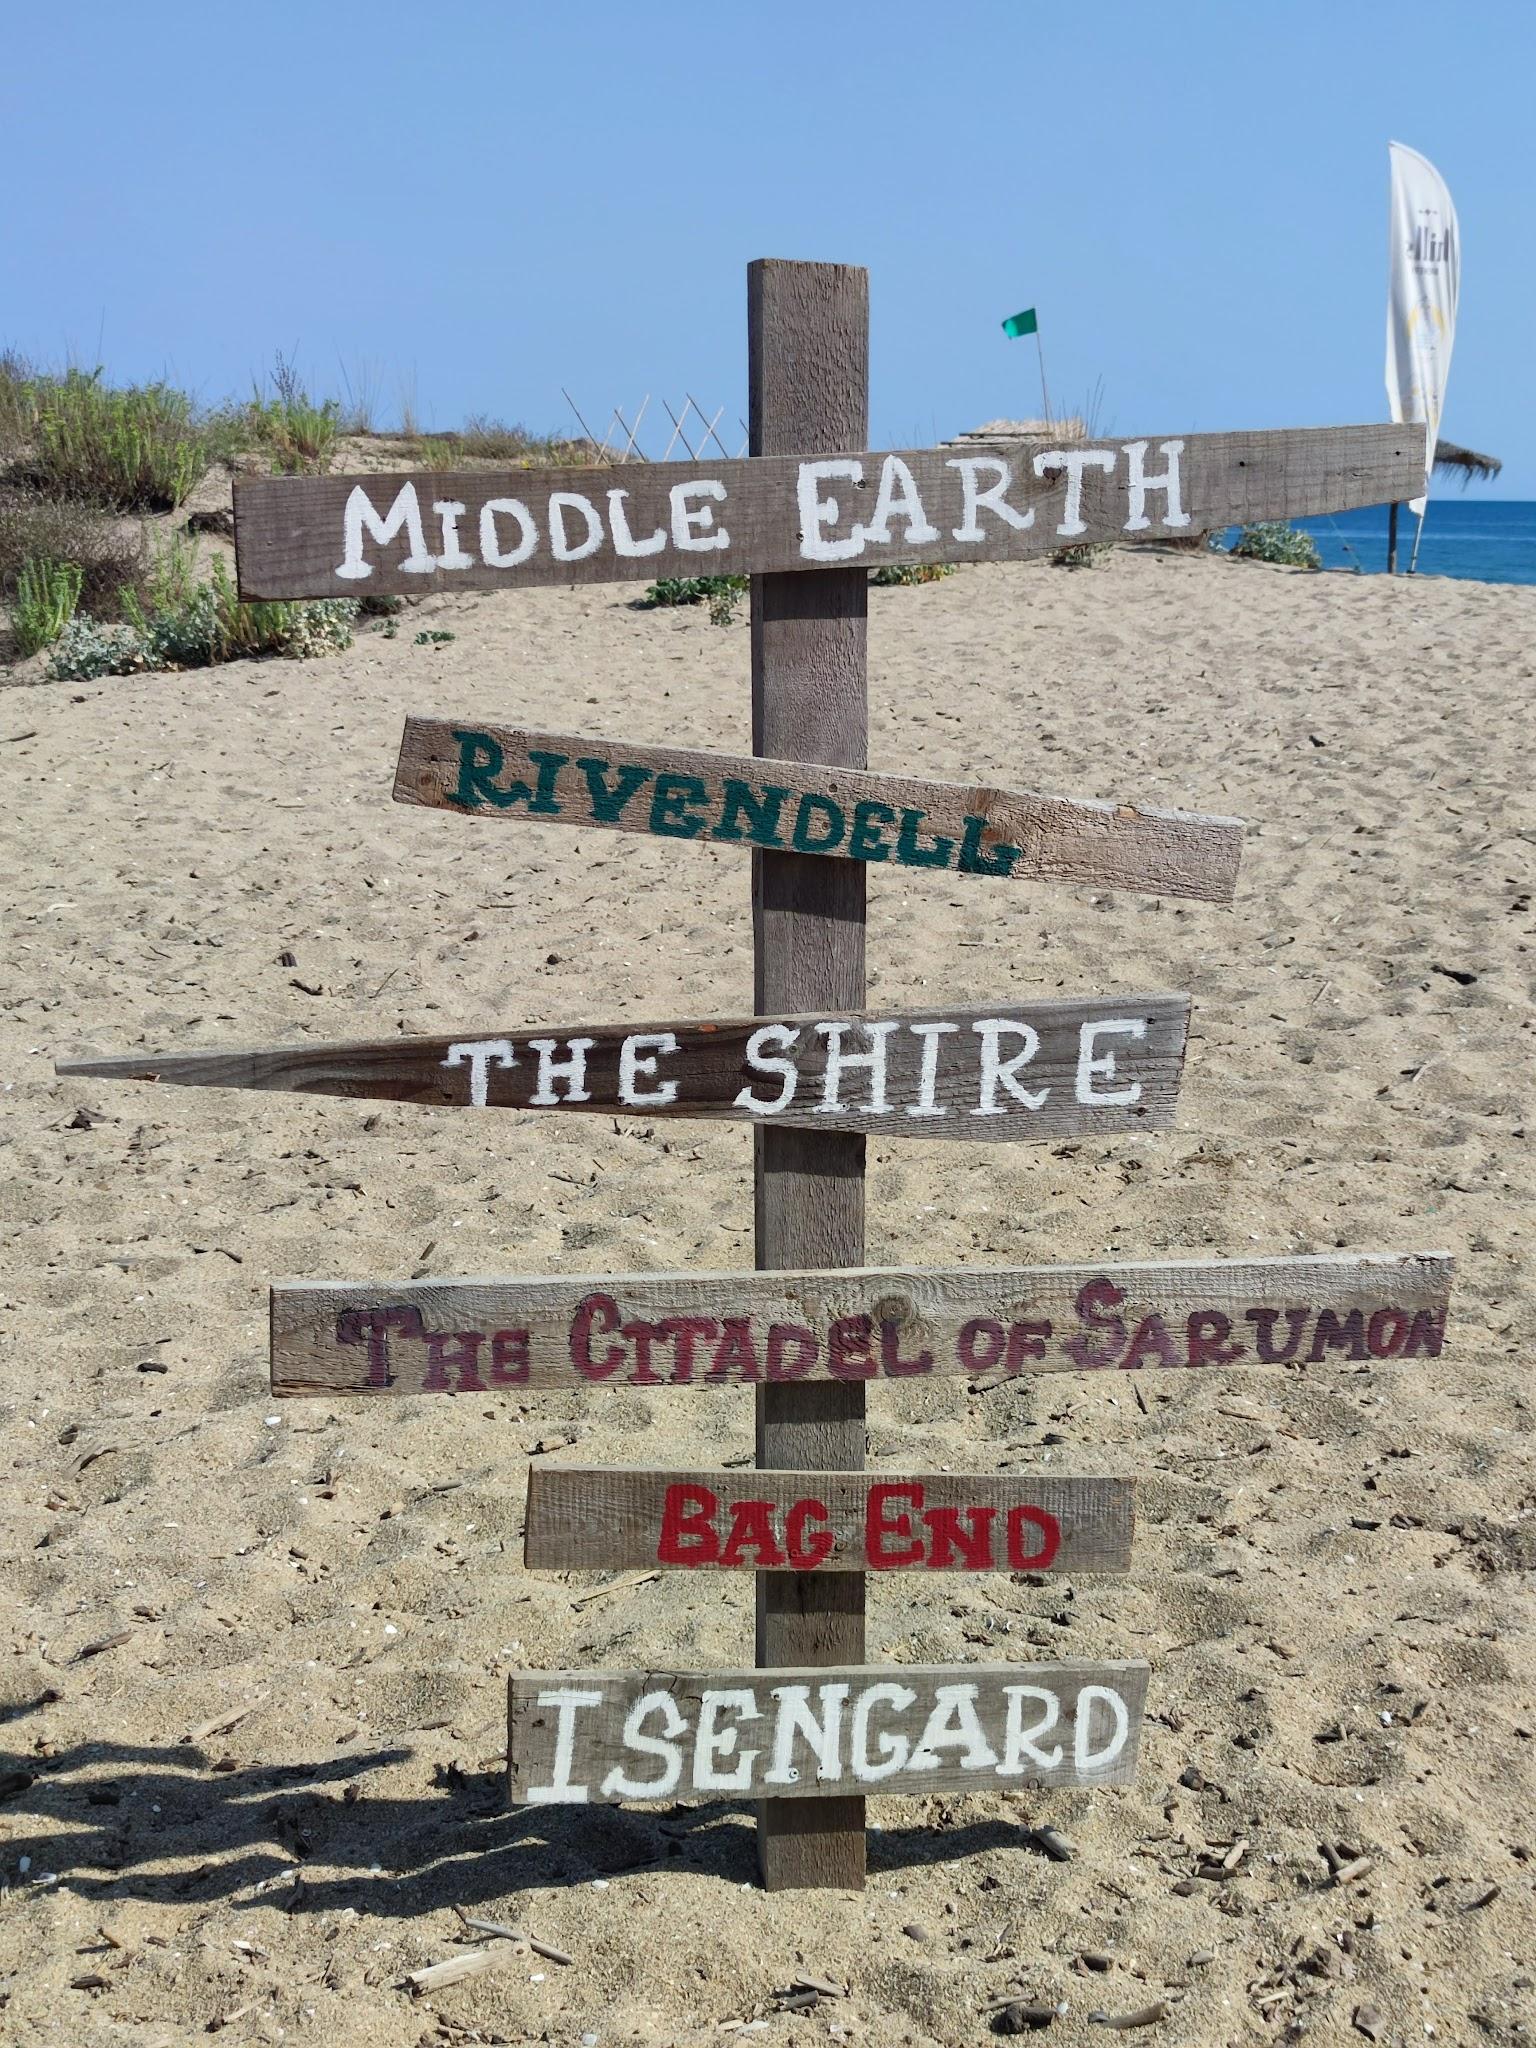 MIDDLE EARTH
RIVENDELL
THE SHIRE
THE CITADEL OF SARUMON
BAG END
ISENGARD